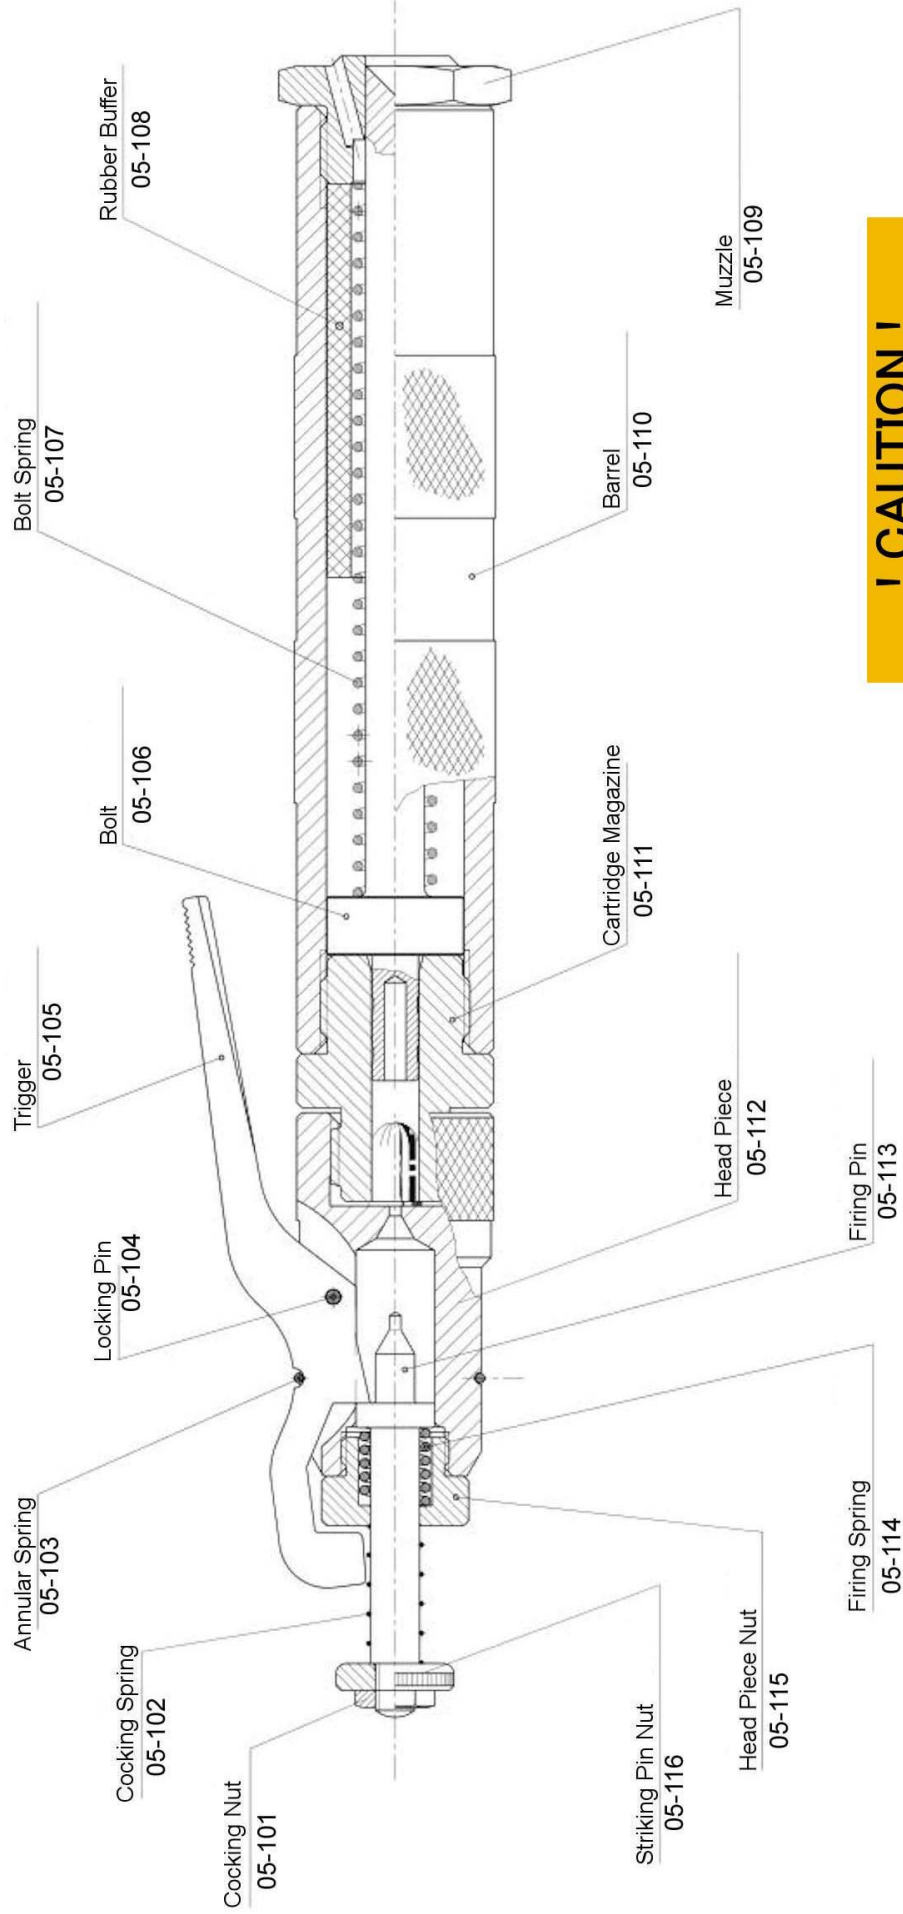 Cocking Nut
05-101
Cocking Spring
05-102
Annular Spring
05-103
Locking Pin
05-104
Trigger
05-105
Bolt
05-106
Bolt Spring
05-107
Rubber Buffer
05-108
Muzzle
05-109
Barrel
05-110
Cartridge Magazine
05-111
Head Piece
05-112
Firing Pin
05-113
Firing Spring
05-114
Head Piece Nut
05-115
Striking Pin Nut
05-116
! CAUTION !